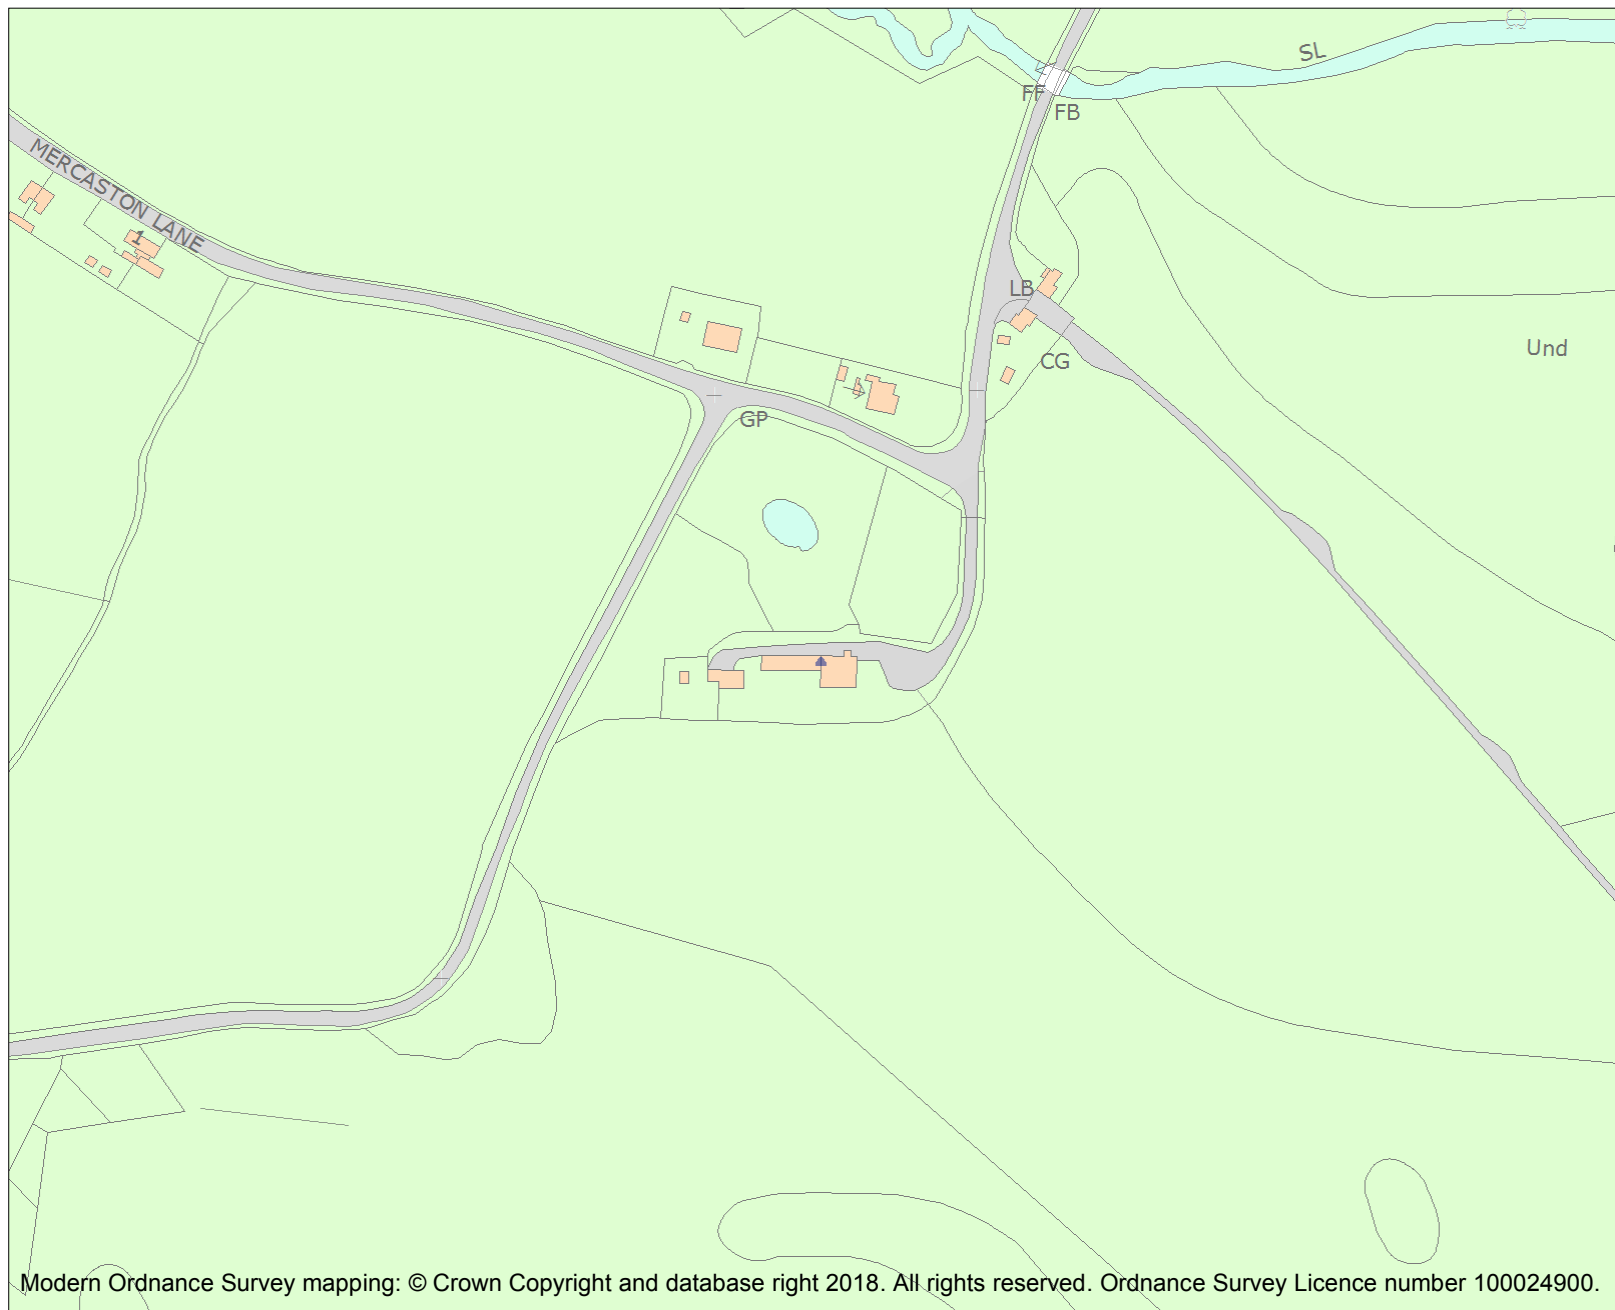 SL
FF
FB
MERCASTON LANE
1
LB
Und
CG
GP
Modern Ordnance Survey mapping: © Crown Copyright and database right 2018. All rights reserved. Ordnance Survey Licence number 100024900.